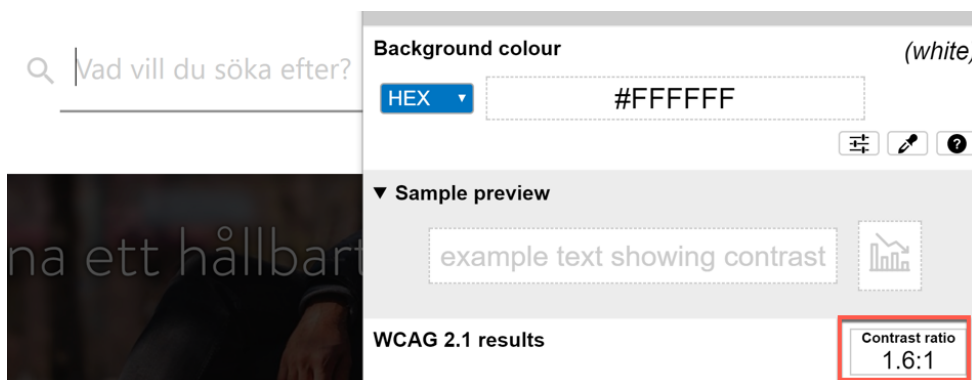 Vad vill du söka efter?
na ett hållbart
Background colour
(white)
HEX
#FFFFFF
Sample preview
example text showing contrast
WCAG 2.1 results
Contrast ratio
1.6:1